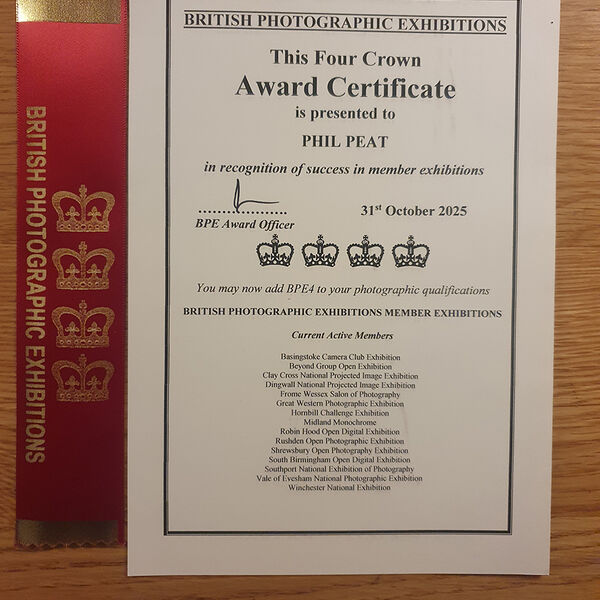 BRITISH PHOTOGRAPHIC EXHIBITIONS
BRITISH PHOTOGRAPHIC EXHIBITIONS
This Four Crown
Award Certificate
is presented to
PHIL PEAT
in recognition of success in member exhibitions
BPE Award Officer
31st October 2025
You may now add BPE4 to your photographic qualifications
BRITISH PHOTOGRAPHIC EXHIBITIONS MEMBER EXHIBITIONS
Current Active Members
Basingstoke Camera Club Exhibition
Beyond Group Open Exhibition
Clay Cross National Projected Image Exhibition
Dingwall National Projected Image Exhibition
Frome Wessex Salon of Photography
Great Western Photographic Exhibition
Hornbill Challenge Exhibition
Midland Monochrome
Robin Hood Open Digital Exhibition
Rushden Open Photographic Exhibition
Shrewsbury Open Photography Exhibition
South Birmingham Open Digital Exhibition
Southport National Exhibition of Photography
Vale of Evesham National Photographic Exhibition
Winchester National Exhibition